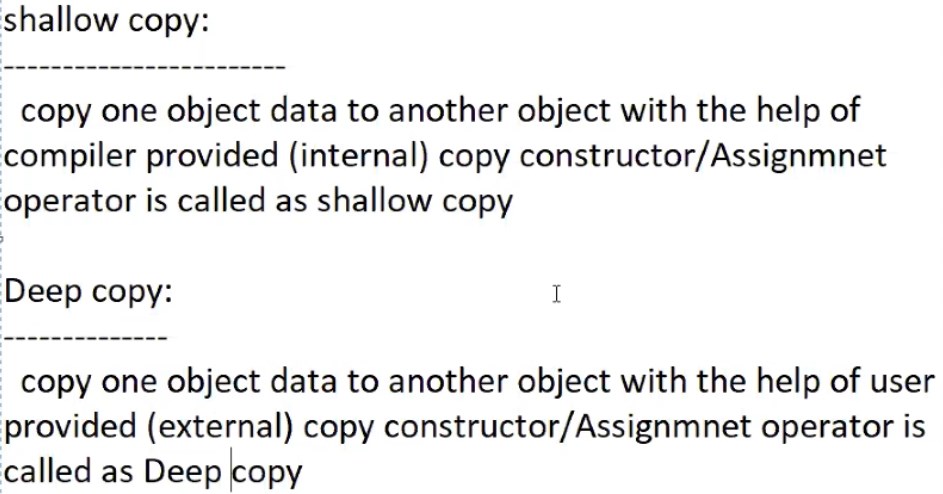 shallow copy:
------------------------
copy one object data to another object with the help of
compiler provided (internal) copy constructor/Assignmnet
operator is called as shallow copy
Deep copy:
--------------
copy one object data to another object with the help of user
provided (external) copy constructor/Assignmnet operator is
called as Deep copy